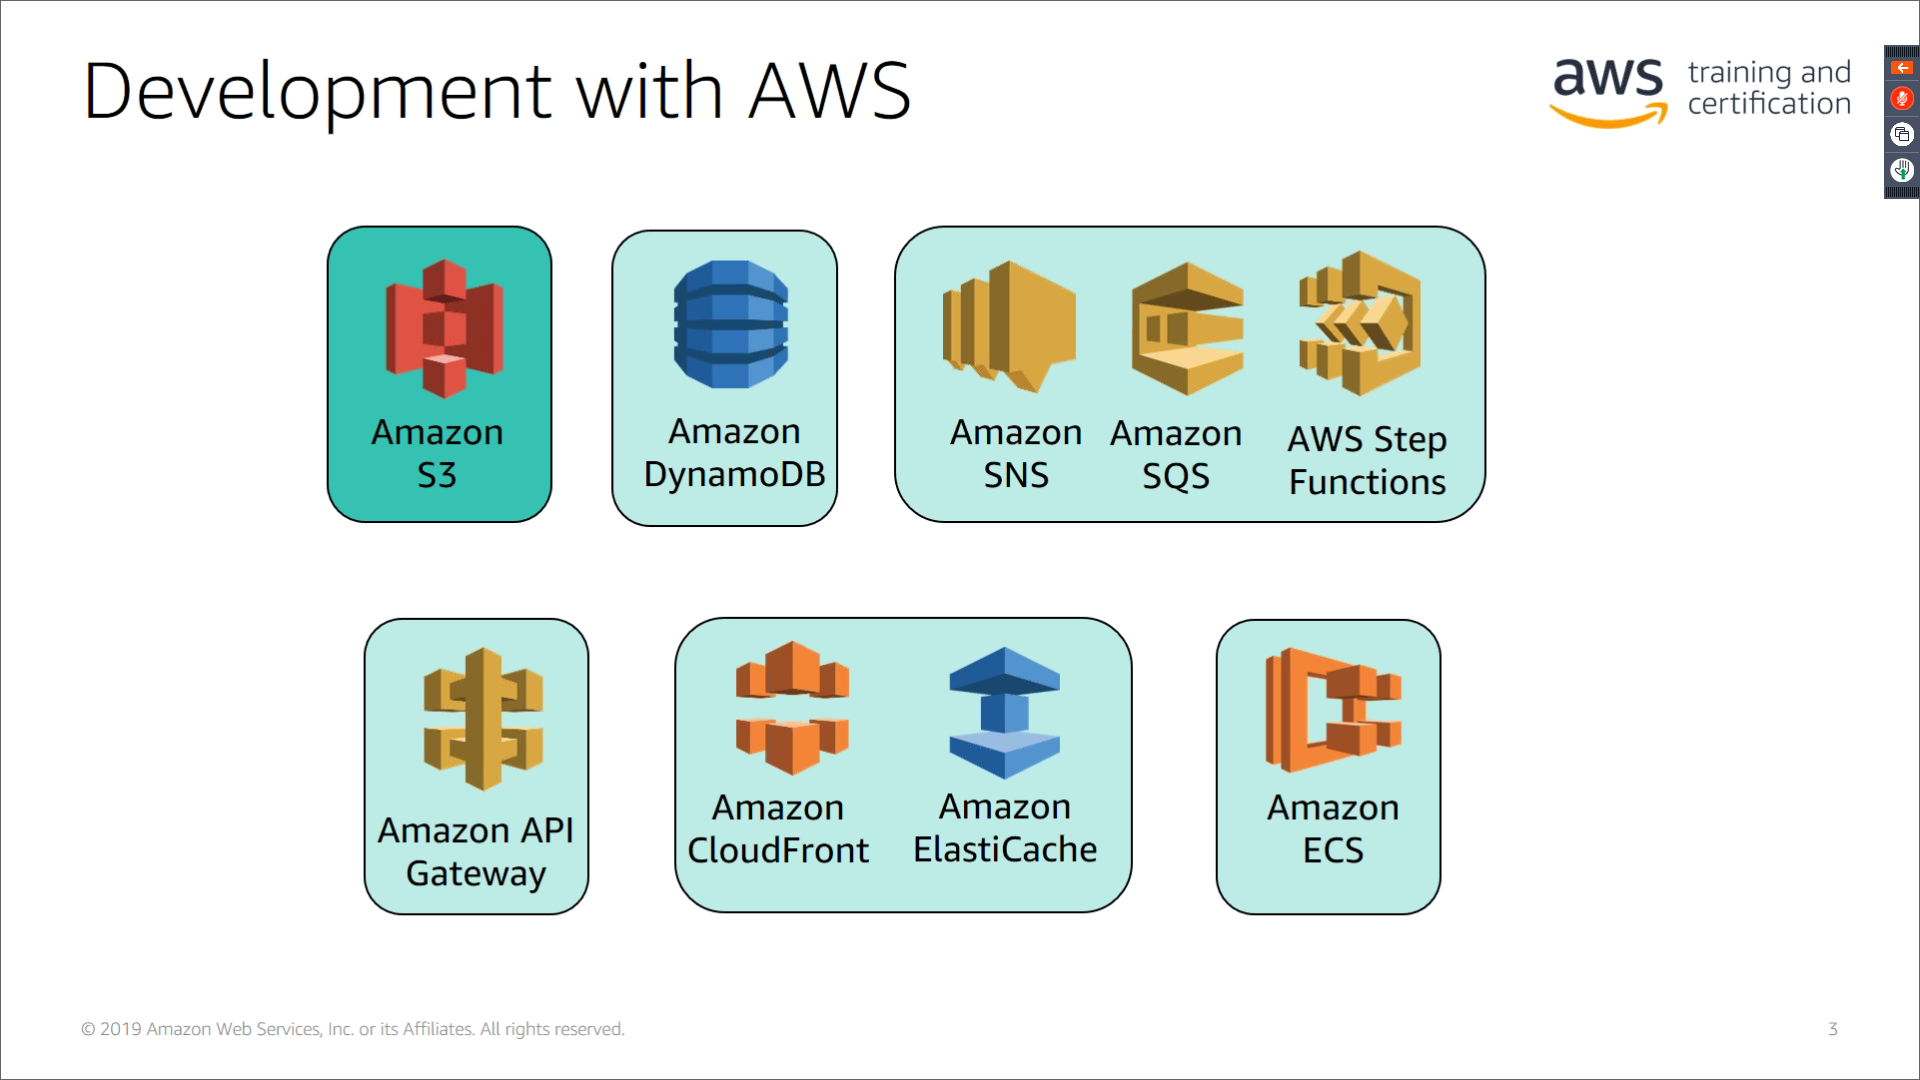 Development with AWS
aws training and
certification
Amazon
S3
Amazon
DynamoDB
Amazon
SNS
Amazon
SQS
AWS Step
Functions
Amazon API
Gateway
Amazon
CloudFront
Amazon
ElastiCache
Amazon
ECS
© 2019 Amazon Web Services, Inc. or its Affiliates. All rights reserved.
3